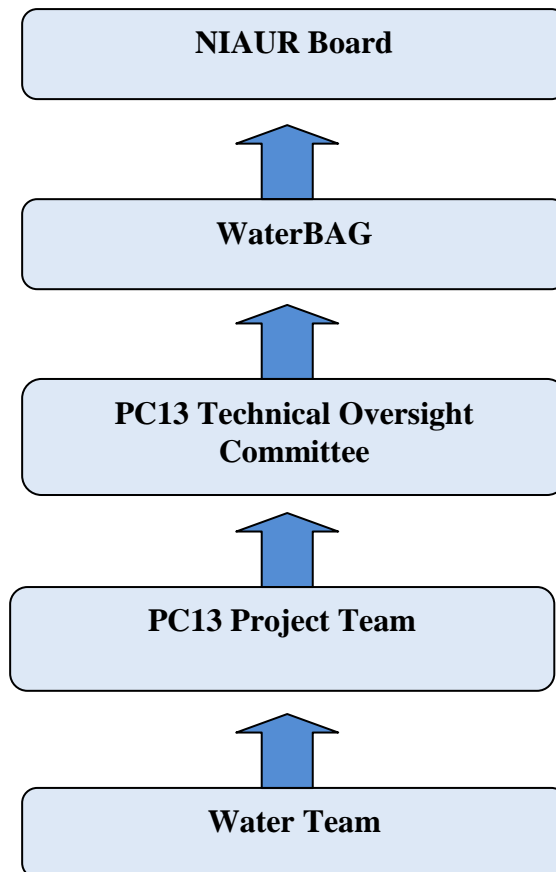 NIAUR Board
WaterBAG
PC13 Technical Oversight
Committee
PC13 Project Team
Water Team